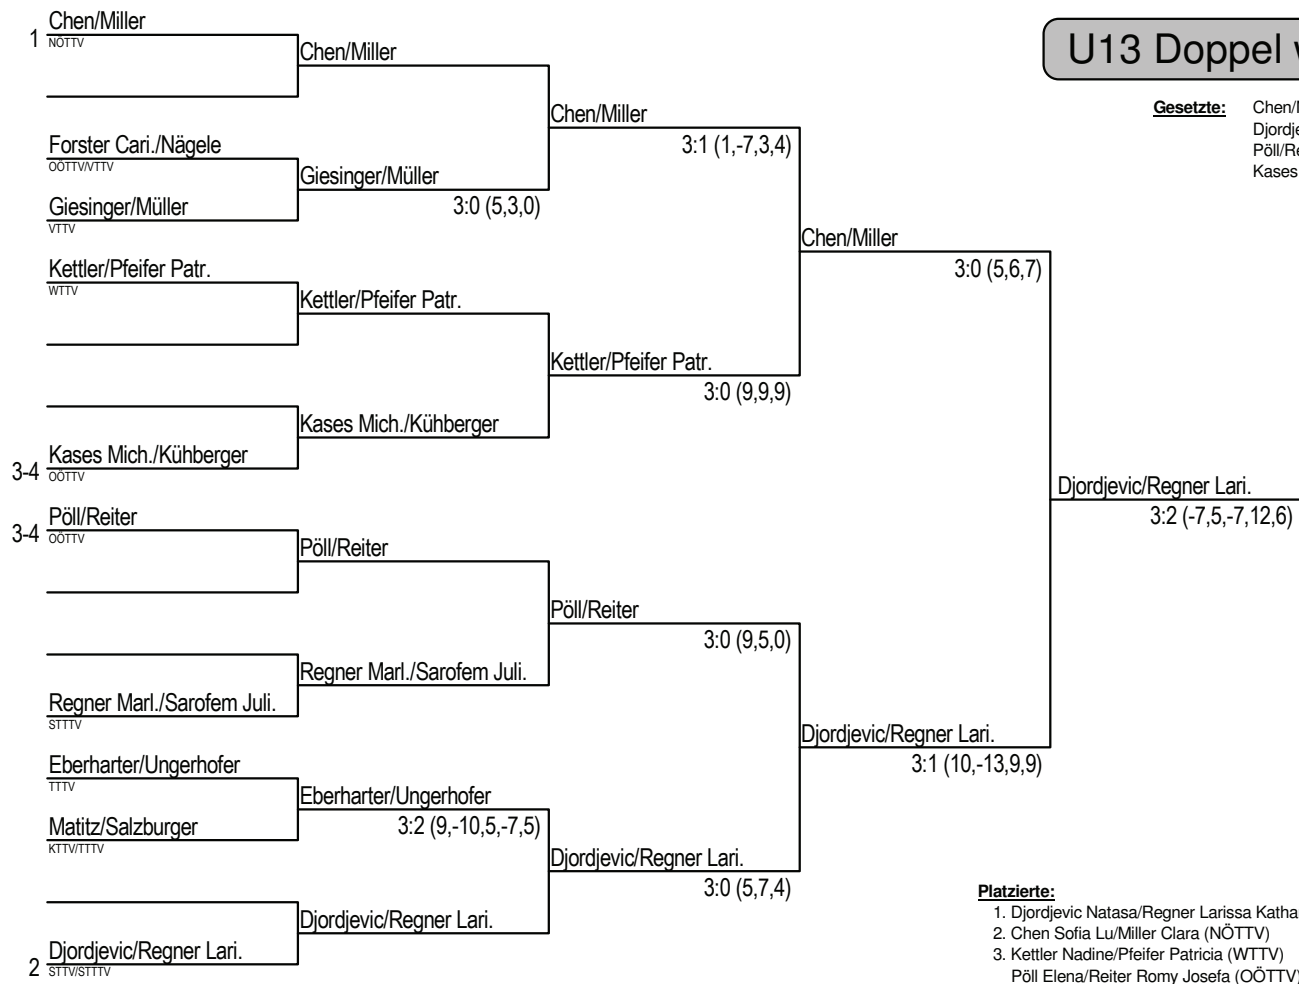 Chen/Miller
1 NÖTTV
Chen/Miller
U13 Doppel
Gesetzte: Chen/
Chen/Miller
3:1 (1,-7,3,4)
Forster Cari./Nägele
OÖTTV/VTTV
Giesinger/Müller
3:0 (5,3,0)
Giesinger/Müller
VTTV
Chen/Miller
3:0 (5,6,7)
Kettler/Pfeifer Patr.
WTTV
Kettler/Pfeifer Patr.
Kettler/Pfeifer Patr.
3:0 (9,9,9)
Kases Mich./Kühberger
Kases Mich./Kühberger
3-4 OÖTTV
Djordjevic/Regner Lari.
3:2 (-7,5,-7,12,6)
Pöll/Reiter
3-4 OÖTTV
Pöll/Reiter
Pöll/Reiter
3:0 (9,5,0)
Regner Marl./Sarofem Juli.
Regner Marl./Sarofem Juli.
STTTV
Djordjevic/Regner Lari.
3:1 (10,-13,9,9)
Eberharter/Ungerhofer
TTTV
Eberharter/Ungerhofer
3:2 (9,-10,5,-7,5)
Matitz/Salzburger
KTTV/TTTV
Djordjevic/Regner Lari.
3:0 (5,7,4)
Djordjevic/Regner Lari.
Djordjevic/Regner Lari.
2 STTV/STTTV
Djordje
Pöll/Re
Kases
Platzierte:
1. Djordjevic Natasa/Regner Larissa Katha
2. Chen Sofia Lu/Miller Clara (NÖTTV)
3. Kettler Nadine/Pfeifer Patricia (WTTV)
Pöll Elena/Reiter Romy Josefa (OÖTTV)